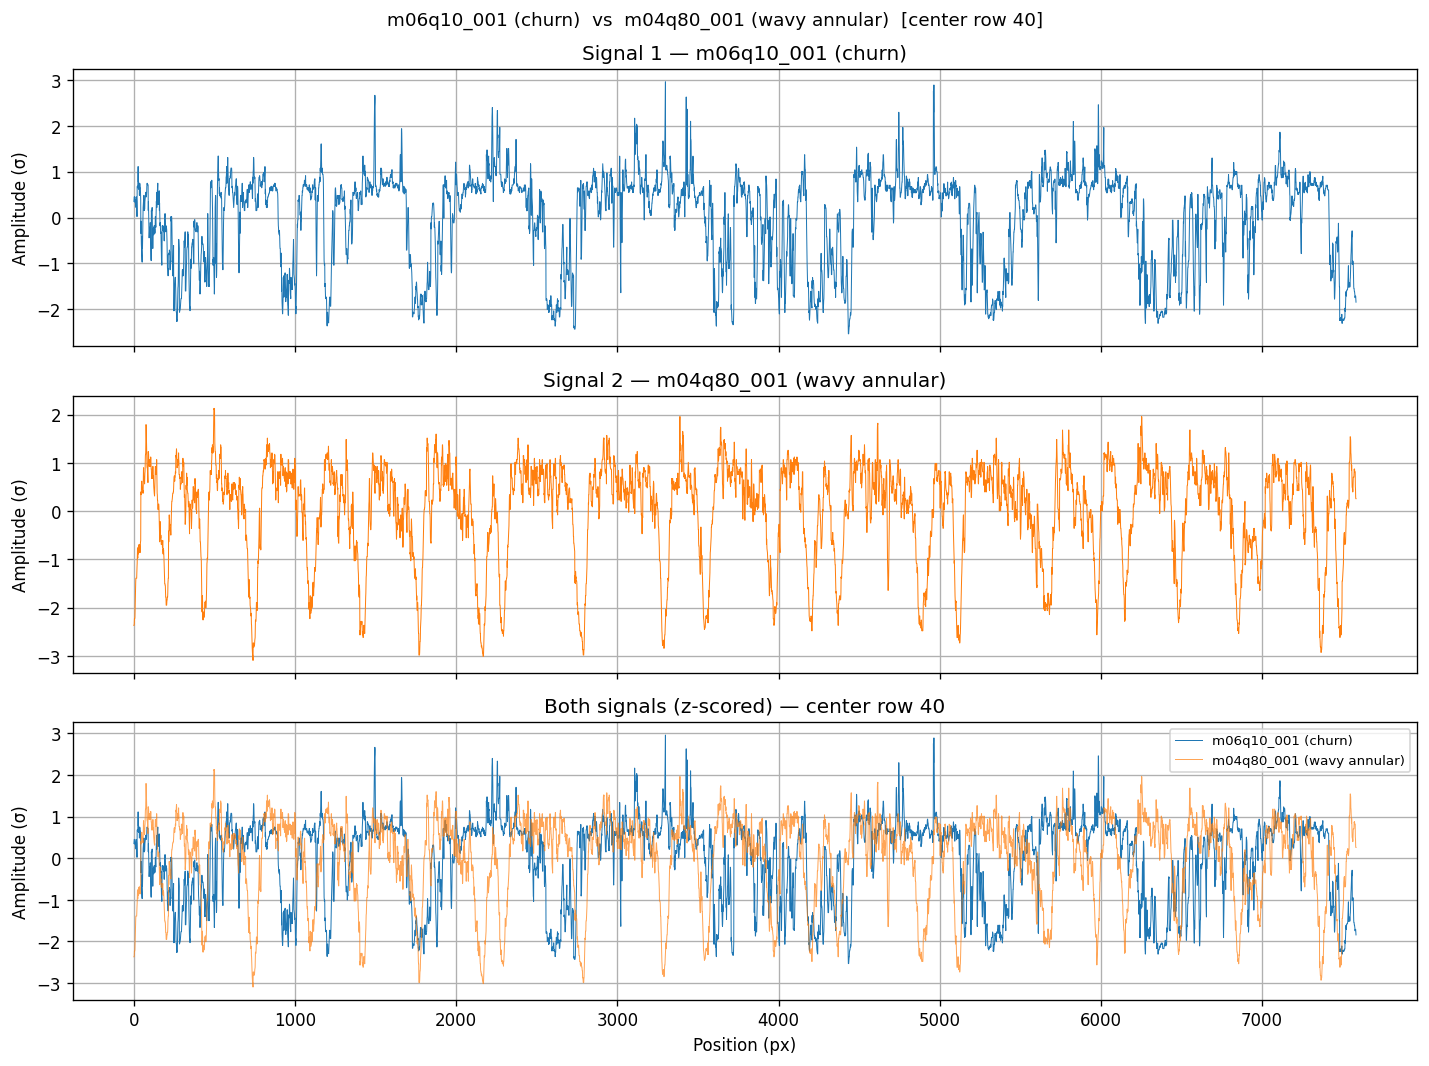 m06q10_001 (churn)  vs  m04q80_001 (wavy annular)  [center row 40]
Signal 1 — m06q10_001 (churn)
Amplitude (σ)
3
2
1
0
−1
−2
Signal 2 — m04q80_001 (wavy annular)
Amplitude (σ)
2
1
0
−1
−2
−3
Both signals (z-scored) — center row 40
Amplitude (σ)
3
2
1
0
−1
−2
−3
m06q10_001 (churn)
m04q80_001 (wavy annular)
0 1000 2000 3000 4000 5000 6000 7000
Position (px)